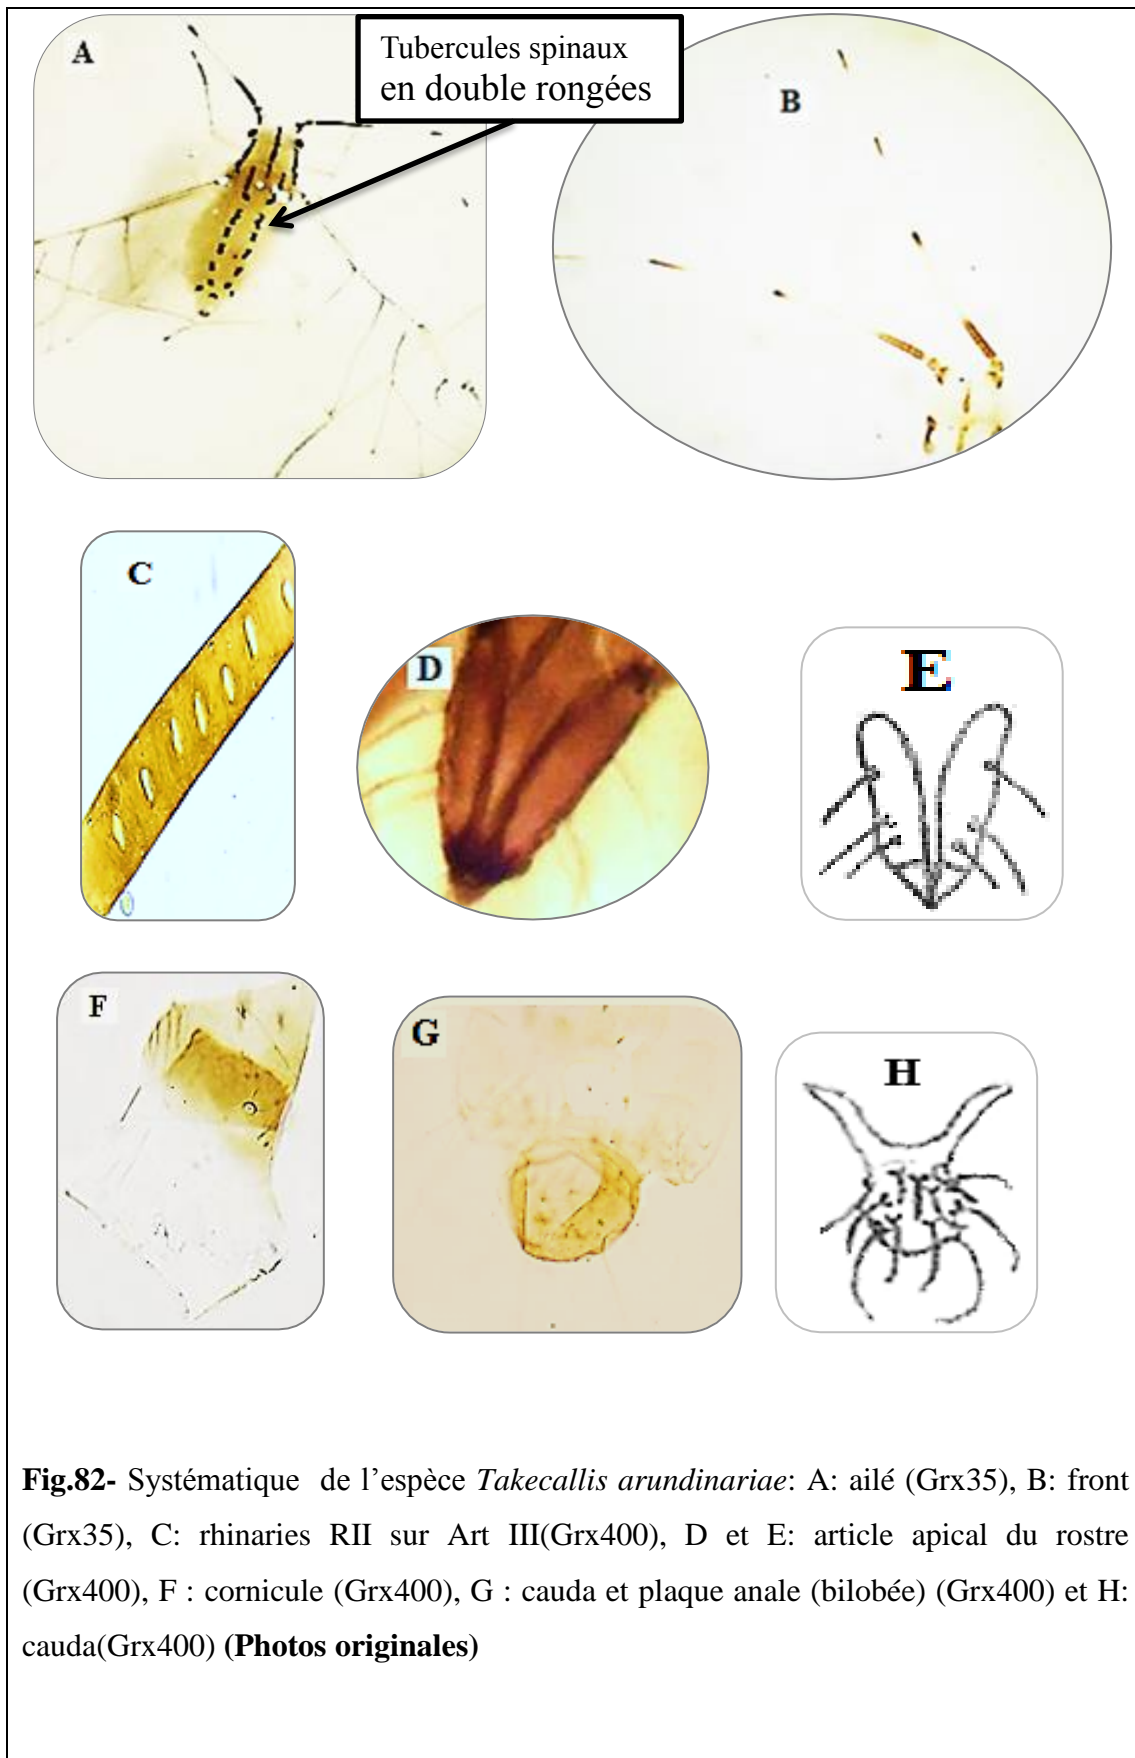 A
Tubercules spinaux
en double rongées
B
C
D
E
F
G
H
Fig.82- Systématique de l’espèce Takecallis arundinariae: A: ailé (Grx35), B: front
(Grx35), C: rhinaries RII sur Art III(Grx400), D et E: article apical du rostre
(Grx400), F : cornicule (Grx400), G : cauda et plaque anale (bilobée) (Grx400) et H:
cauda(Grx400) (Photos originales)